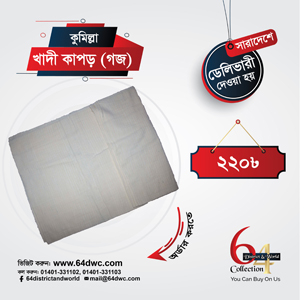 কুমিল্লা
খাদী কাপড় (গজ)
সারাদেশে
ডেলিভারী
দেওয়া হয়
২২০৳
অর্ডার করতে
ভিজিট করুন: www.64dwc.com
কল করুন: 01401-331102, 01401-331103
64districtandworld mail@64dwc.com
64
District & World
Collection
You Can Buy On Us